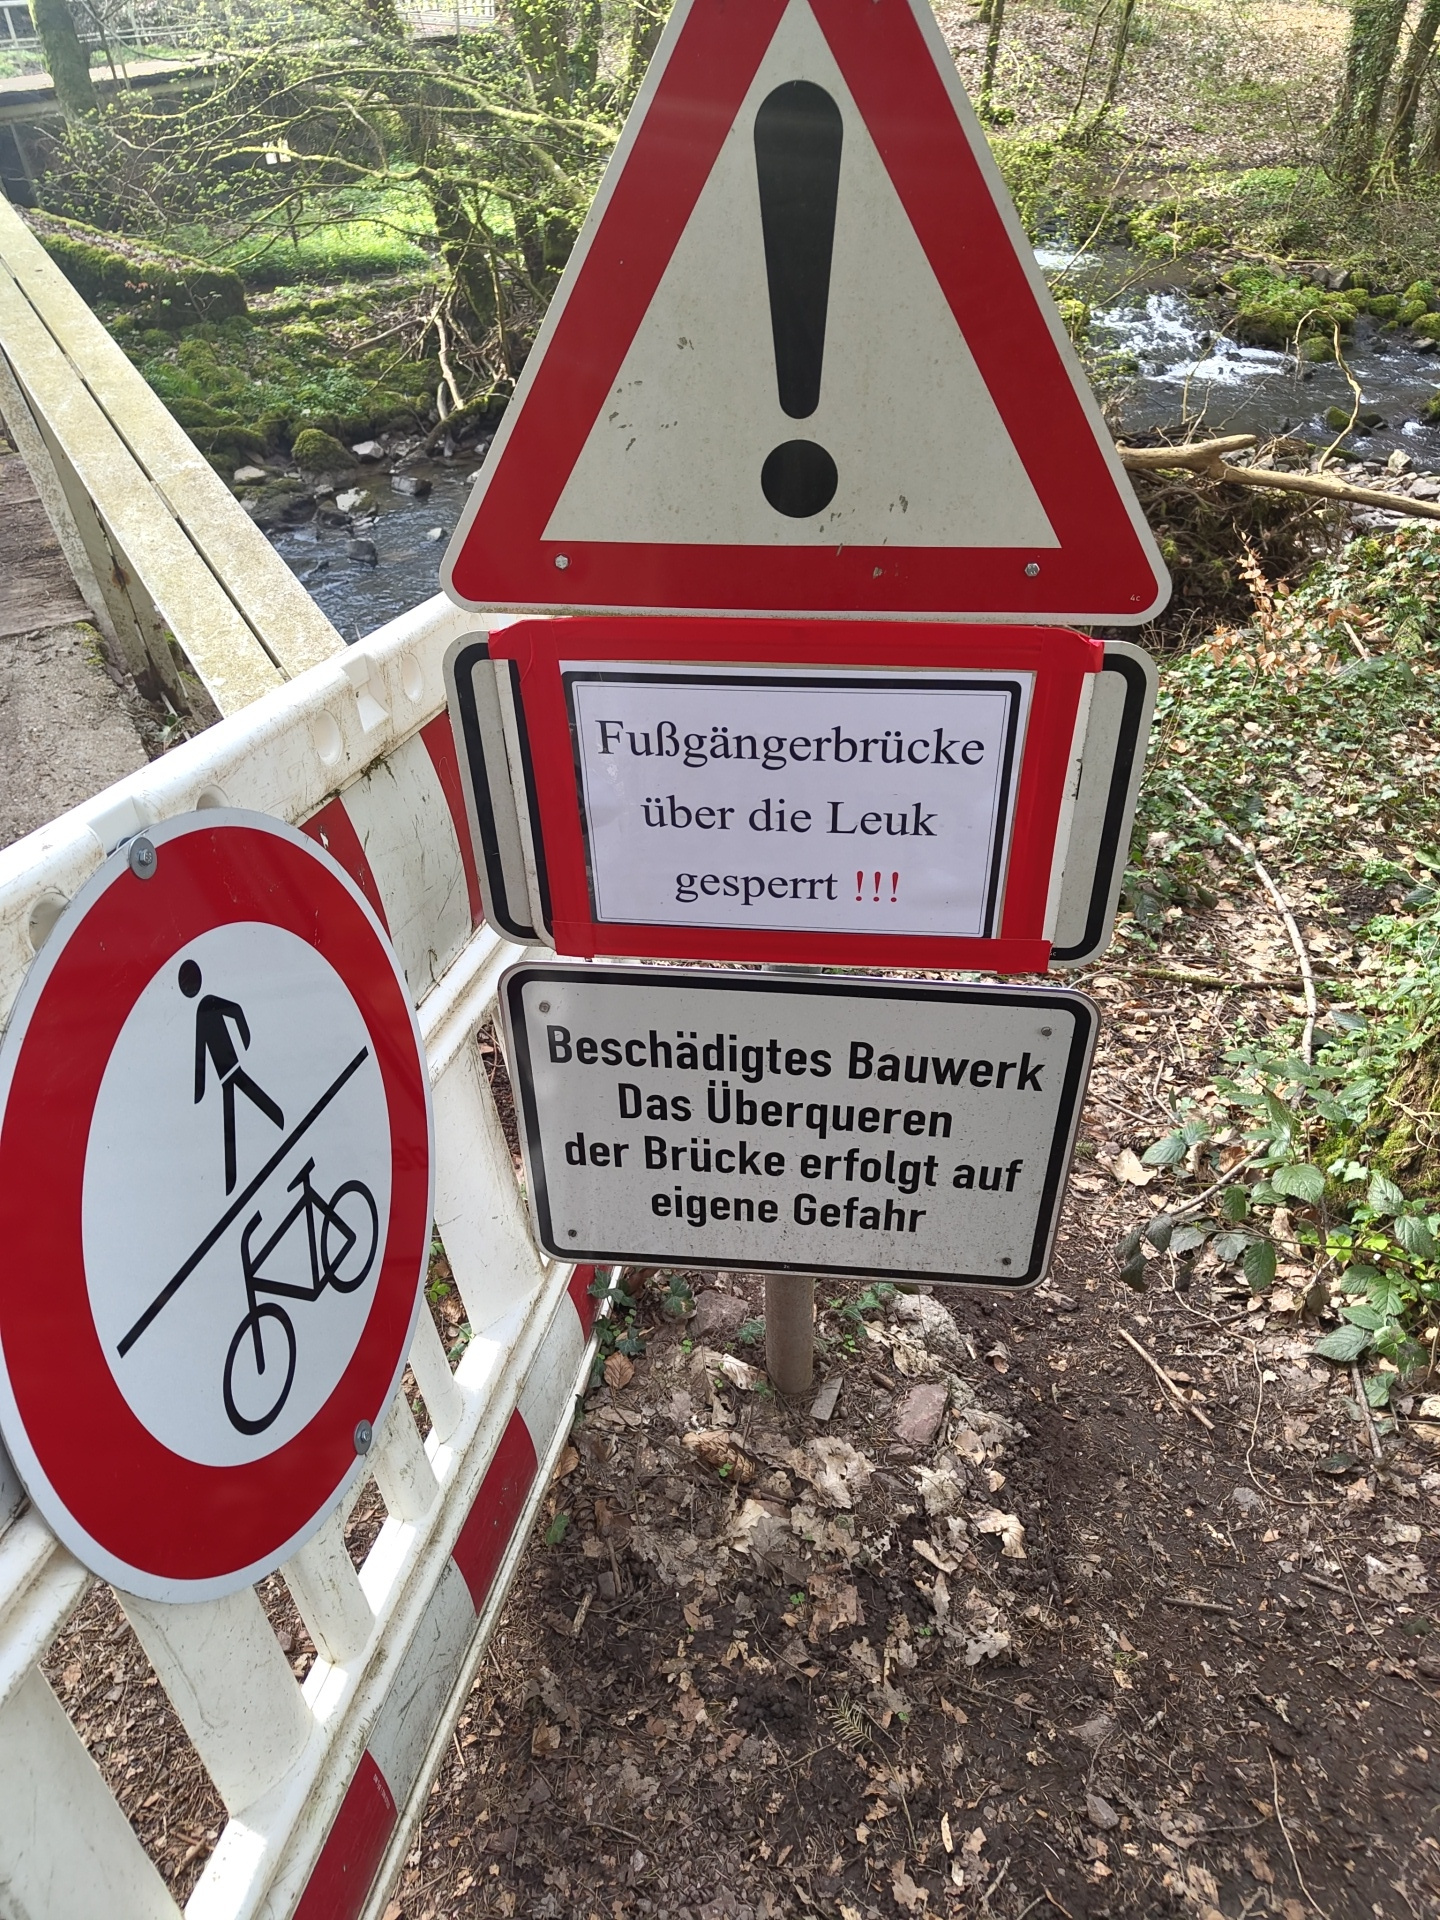 Fußgängerbrücke
über die Leuk
gesperrt !!!
Beschädigtes Bauwerk
Das Überqueren
der Brücke erfolgt auf
eigene Gefahr